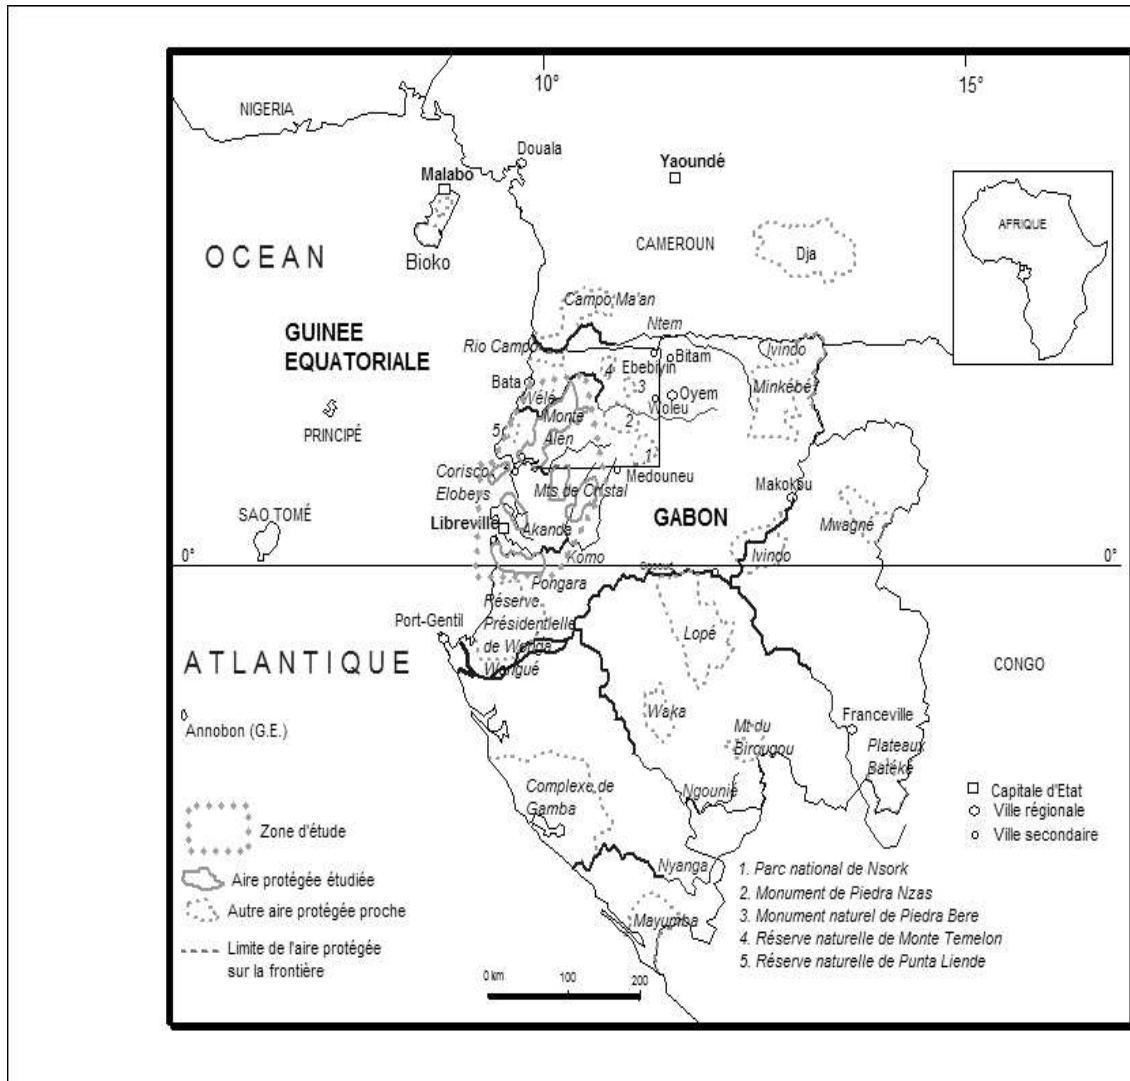 10°
15°
NIGERIA
Douala
Malabo
Yaoundé
AFRIQUE
CAMEROUN
Dja
OCEAN
Bioko
Campo Ma'an
GUINEE
EQUATORIALE
Ntem
Rio Campo
Ivindo
Bitam
Ebebiyin
4
Bata
Minkébé
3
Oyem
Wélé
Woleu
PRINCIPÉ
Monte
Alen
5
2
1
Corisco
Elobeys
Medouneu
Mts de Cristal
Makokou
SAO TOMÉ
Libreville
Akanda
GABON
Mwagné
0°
Komo
Ivindo
0°
Pongara
Réserve
Présidentielle
de Wonga
Wongué
Port-Gentil
Lopé
ATLANTIQUE
CONGO
Annobon (G.E.)
Waka
Mt du
Birougou
Franceville
Plateaux
Batéké
Complexe de
Gamba
Ngounié
Capitale d'Etat
Ville régionale
Ville secondaire
Zone d'étude
Nyanga
Aire protégée étudiée
Autre aire protégée proche
Mayumba
Limite de l'aire protégée
sur la frontière
1. Parc national de Nsork
2. Monument de Piedra Nzas
3. Monument naturel de Piedra Bere
4. Réserve naturelle de Monte Temelon
5. Réserve naturelle de Punta Liende
0 km 100 200